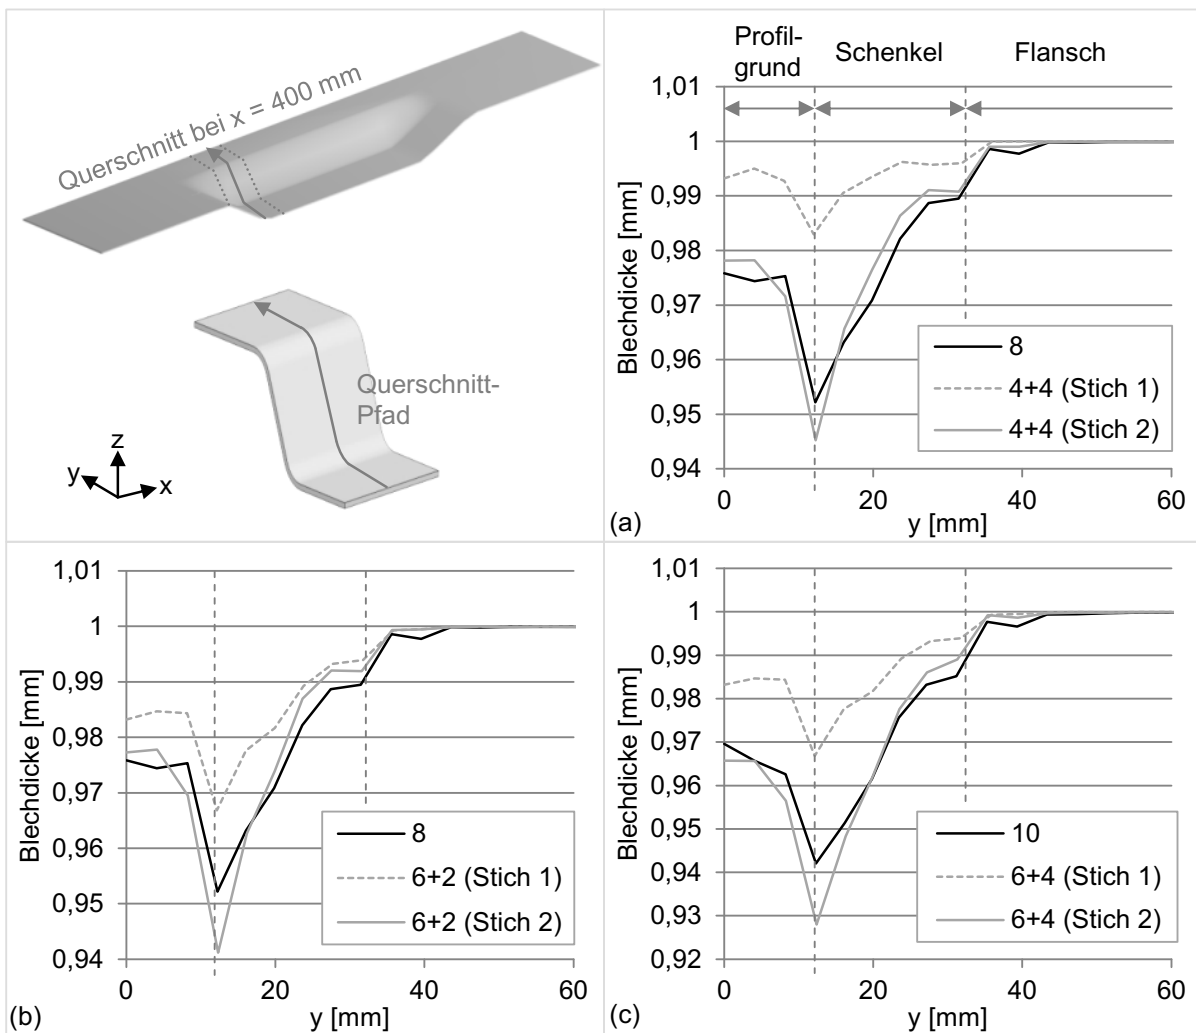 Querschnitt bei x = 400 mm
Querschnitt-
Pfad
z
y
x
Profil-
grund
Schenkel
Flansch
1,01
1
0,99
0,98
0,97
0,96
0,95
0,94
Blechdicke [mm]
8
4+4 (Stich 1)
4+4 (Stich 2)
0
20
40
60
y [mm]
(a)
1,01
1
0,99
0,98
0,97
0,96
0,95
0,94
Blechdicke [mm]
8
6+2 (Stich 1)
6+2 (Stich 2)
0
20
40
60
y [mm]
(b)
1,01
1
0,99
0,98
0,97
0,96
0,95
0,94
0,93
0,92
Blechdicke [mm]
10
6+4 (Stich 1)
6+4 (Stich 2)
0
20
40
60
y [mm]
(c)